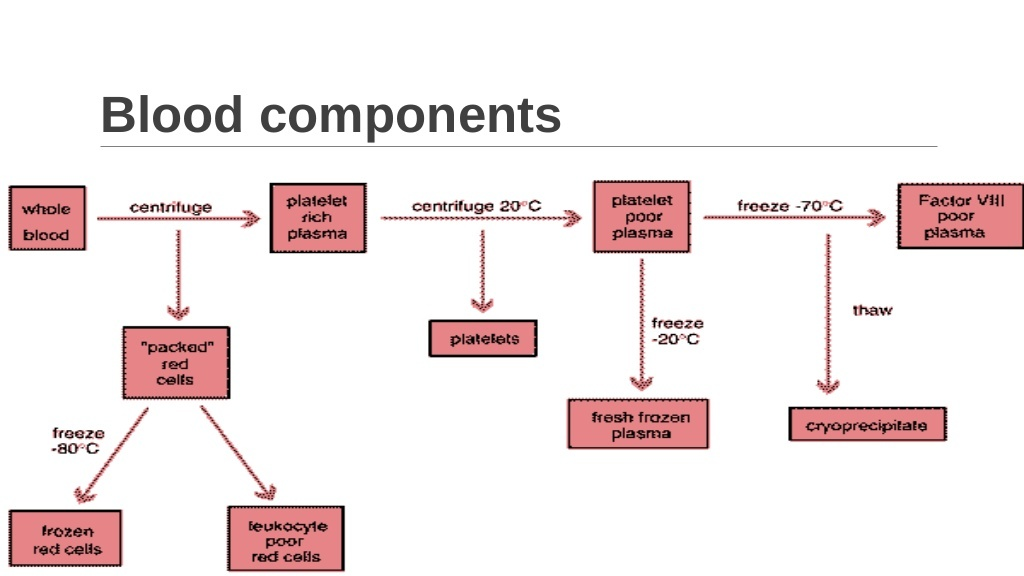 Blood components
whole
blood
centrifuge
platelet
rich
plasma
centrifuge 20°C
platelet
poor
plasma
freeze -70°C
Factor VIII
poor
plasma
"packed"
red
cells
platelets
freeze
-20°C
thaw
fresh frozen
plasma
cryoprecipitate
freeze
-80°C
frozen
red cells
leukocyte
poor
red cells